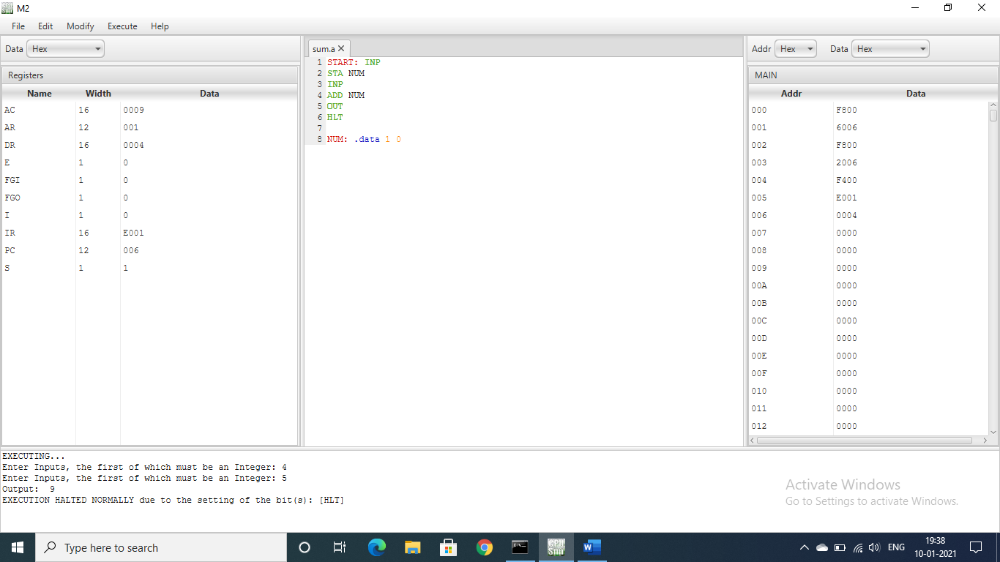 M2
File Edit Modify Execute Help
Data Hex
Registers
Name Width Data
AC 16 0009
AR 12 001
DR 16 0004
E 1 0
FGI 1 0
FGO 1 0
I 1 0
IR 16 E001
PC 12 006
S 1 1
sum.a
1 START: INP
2 STA NUM
3 INP
4 ADD NUM
5 OUT
6 HLT
7
8 NUM: .data 1 0
Addr Hex Data Hex
MAIN
Addr Data
000 F800
001 6006
002 F800
003 2006
004 F400
005 E001
006 0004
007 0000
008 0000
009 0000
00A 0000
00B 0000
00C 0000
00D 0000
00E 0000
00F 0000
010 0000
011 0000
012 0000
EXECUTING...
Enter Inputs, the first of which must be an Integer: 4
Enter Inputs, the first of which must be an Integer: 5
Output: 9
EXECUTION HALTED NORMALLY due to the setting of the bit(s): [HLT]
Activate Windows
Go to Settings to activate Windows.
Type here to search
ENG
19:38
10-01-2021